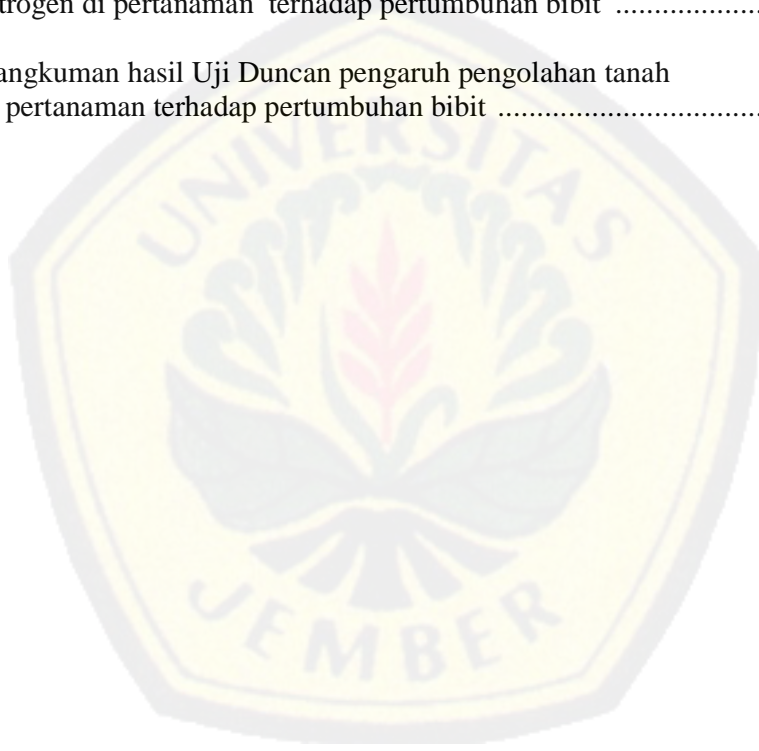 trogen di pertanaman terhadap pertumbuhan bibit ...................
angkuman hasil Uji Duncan pengaruh pengolahan tanah
pertanaman terhadap pertumbuhan bibit ..................................
UNIVERSITAS
JEMBER